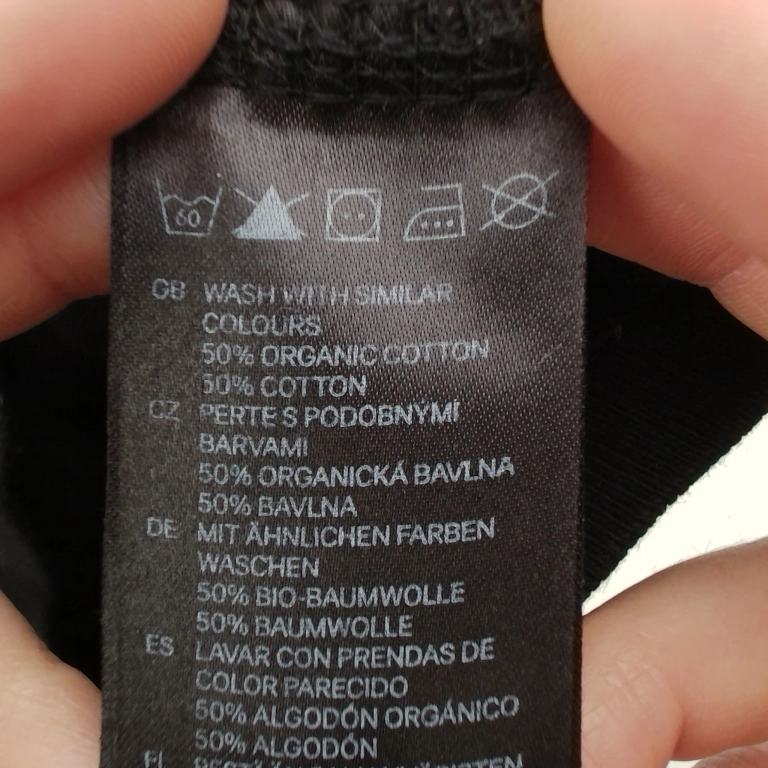 60
GB WASH WITH SIMILAR
COLOURS
50% ORGANIC COTTON
50% COTTON
CZ PERTE S PODOBNÝMI
BARVAMI
50% ORGANICKÁ BAVLNA
50% BAVLNA
DE MIT ÄHNLICHEN FARBEN
WASCHEN
50% BIO-BAUMWOLLE
50% BAUMWOLLE
ES LAVAR CON PRENDAS DE
COLOR PARECIDO
50% ALGODÓN ORGÁNICO
50% ALGODÓN